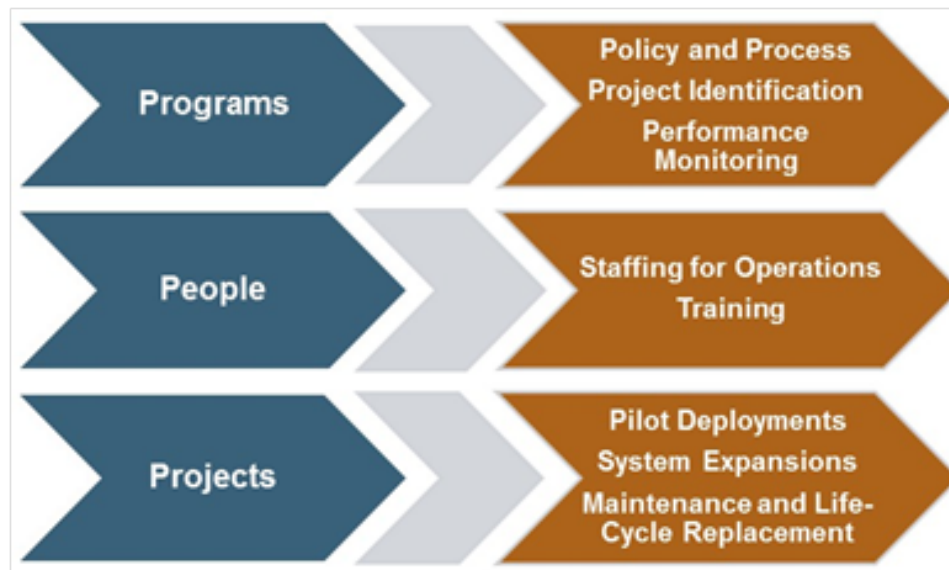 Programs
Policy and Process
Project Identification
Performance
Monitoring
People
Staffing for Operations
Training
Projects
Pilot Deployments
System Expansions
Maintenance and Life-
Cycle Replacement